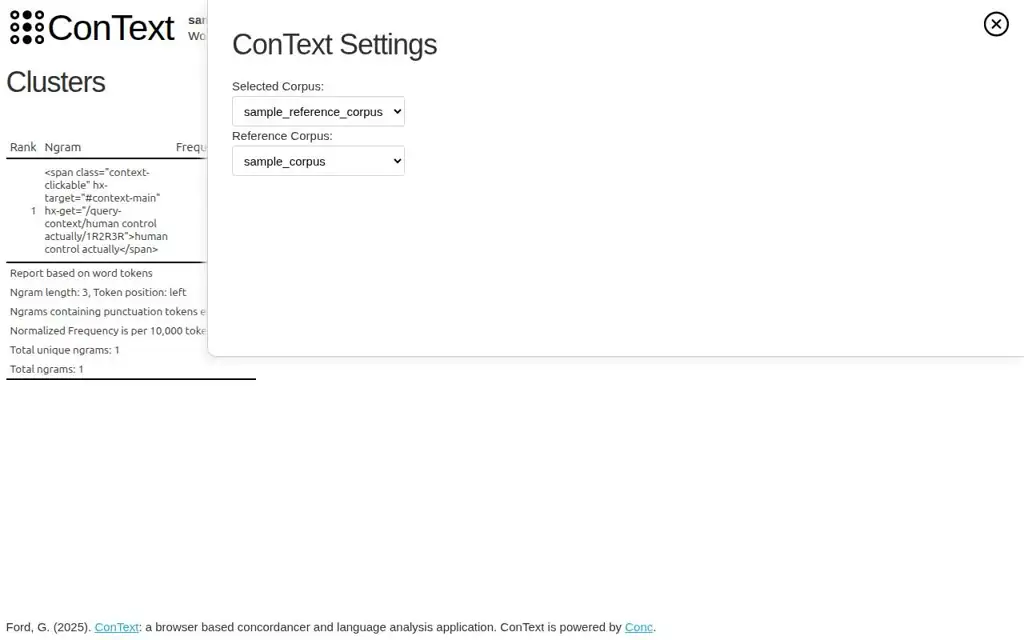 ConText
ConText Settings
Clusters
Selected Corpus:
sample_reference_corpus
Reference Corpus:
sample_corpus
Rank Ngram
<span class="context-
clickable" hx-
target="#context-main"
1 hx-get="/query-
context/human control
actually/1R2R3R">human
control actually</span>
Report based on word tokens
Ngram length: 3, Token position: left
Ngrams containing punctuation tokens
Normalized Frequency is per 10,000
Total unique ngrams: 1
Total ngrams: 1
Ford, G. (2025). ConText: a browser based concordancer and language analysis application. ConText is powered by Conc.